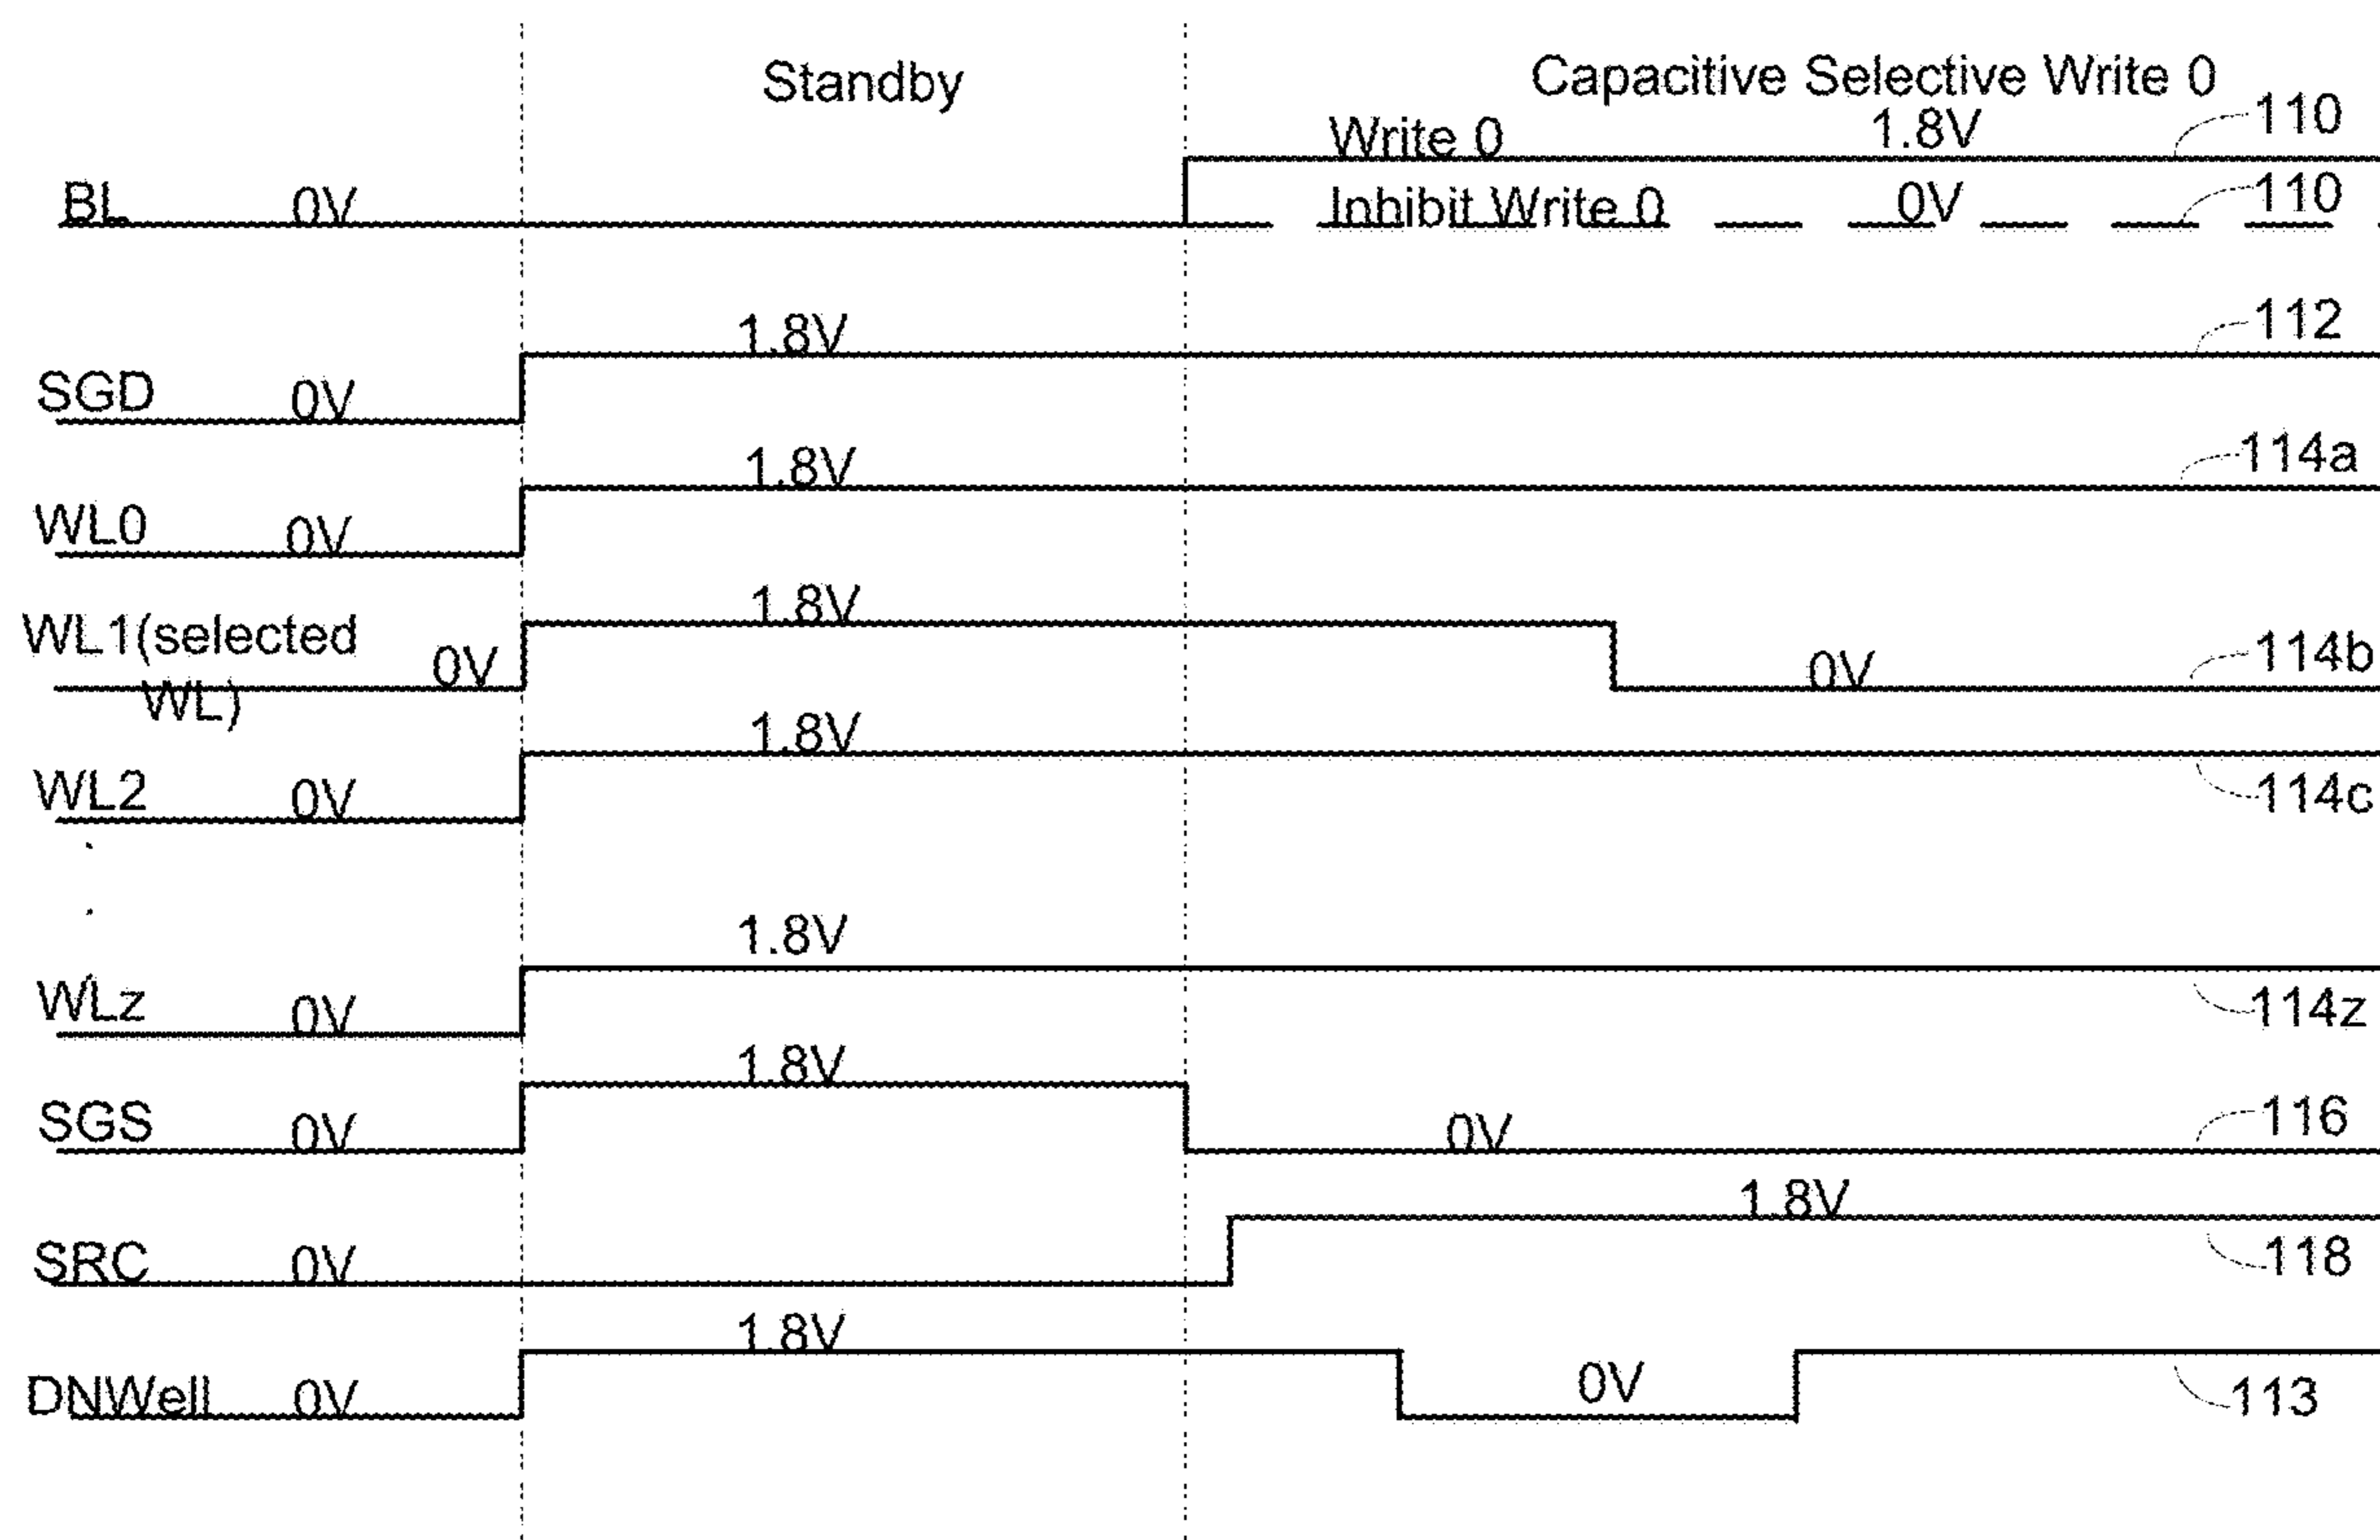 Standby
Capacitive Selective Write 0
Write 0 1.8V 110
BL 0V Inhibit Write 0 0V 110
1.8V 112
SGD 0V
1.8V 114a
WL0 0V
1.8V
WL1(selected 0V 0V 114b
WL)
1.8V
WL2 0V 114c
1.8V
WLz 0V 114z
1.8V
SGS 0V 0V 116
1.8V
SRC 0V 118
1.8V
DNWell 0V 0V 113